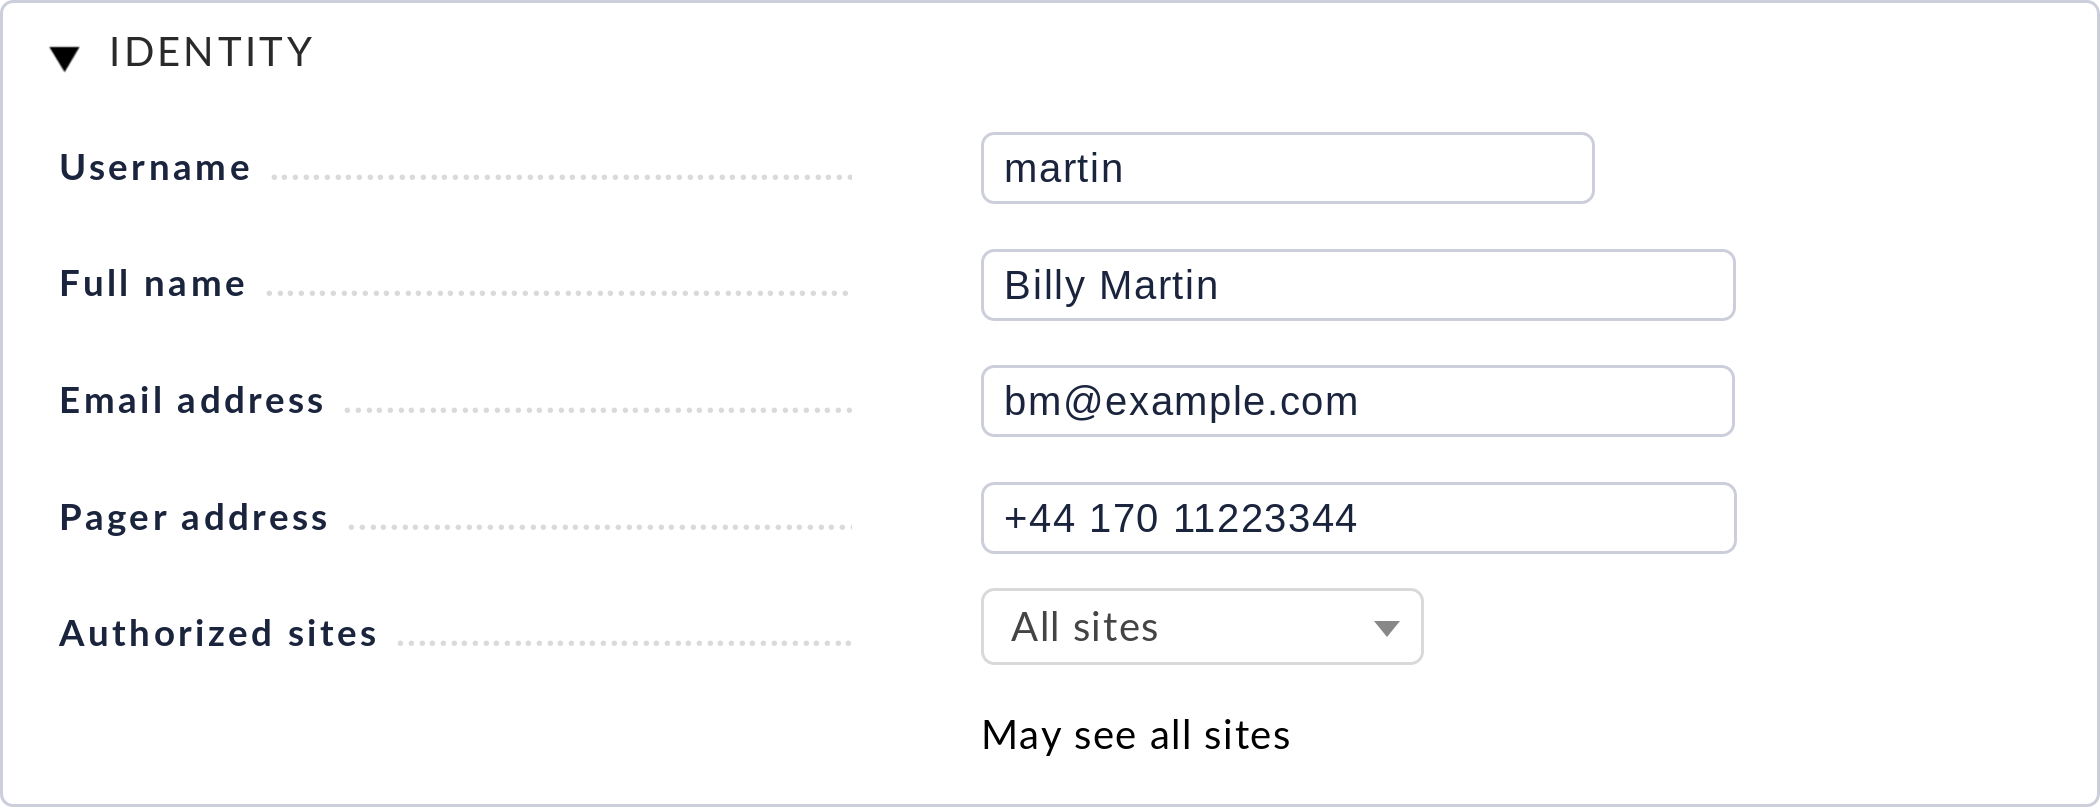 IDENTITY
Username martin
Full name Billy Martin
Email address bm@example.com
Pager address +44 170 11223344
Authorized sites All sites
May see all sites